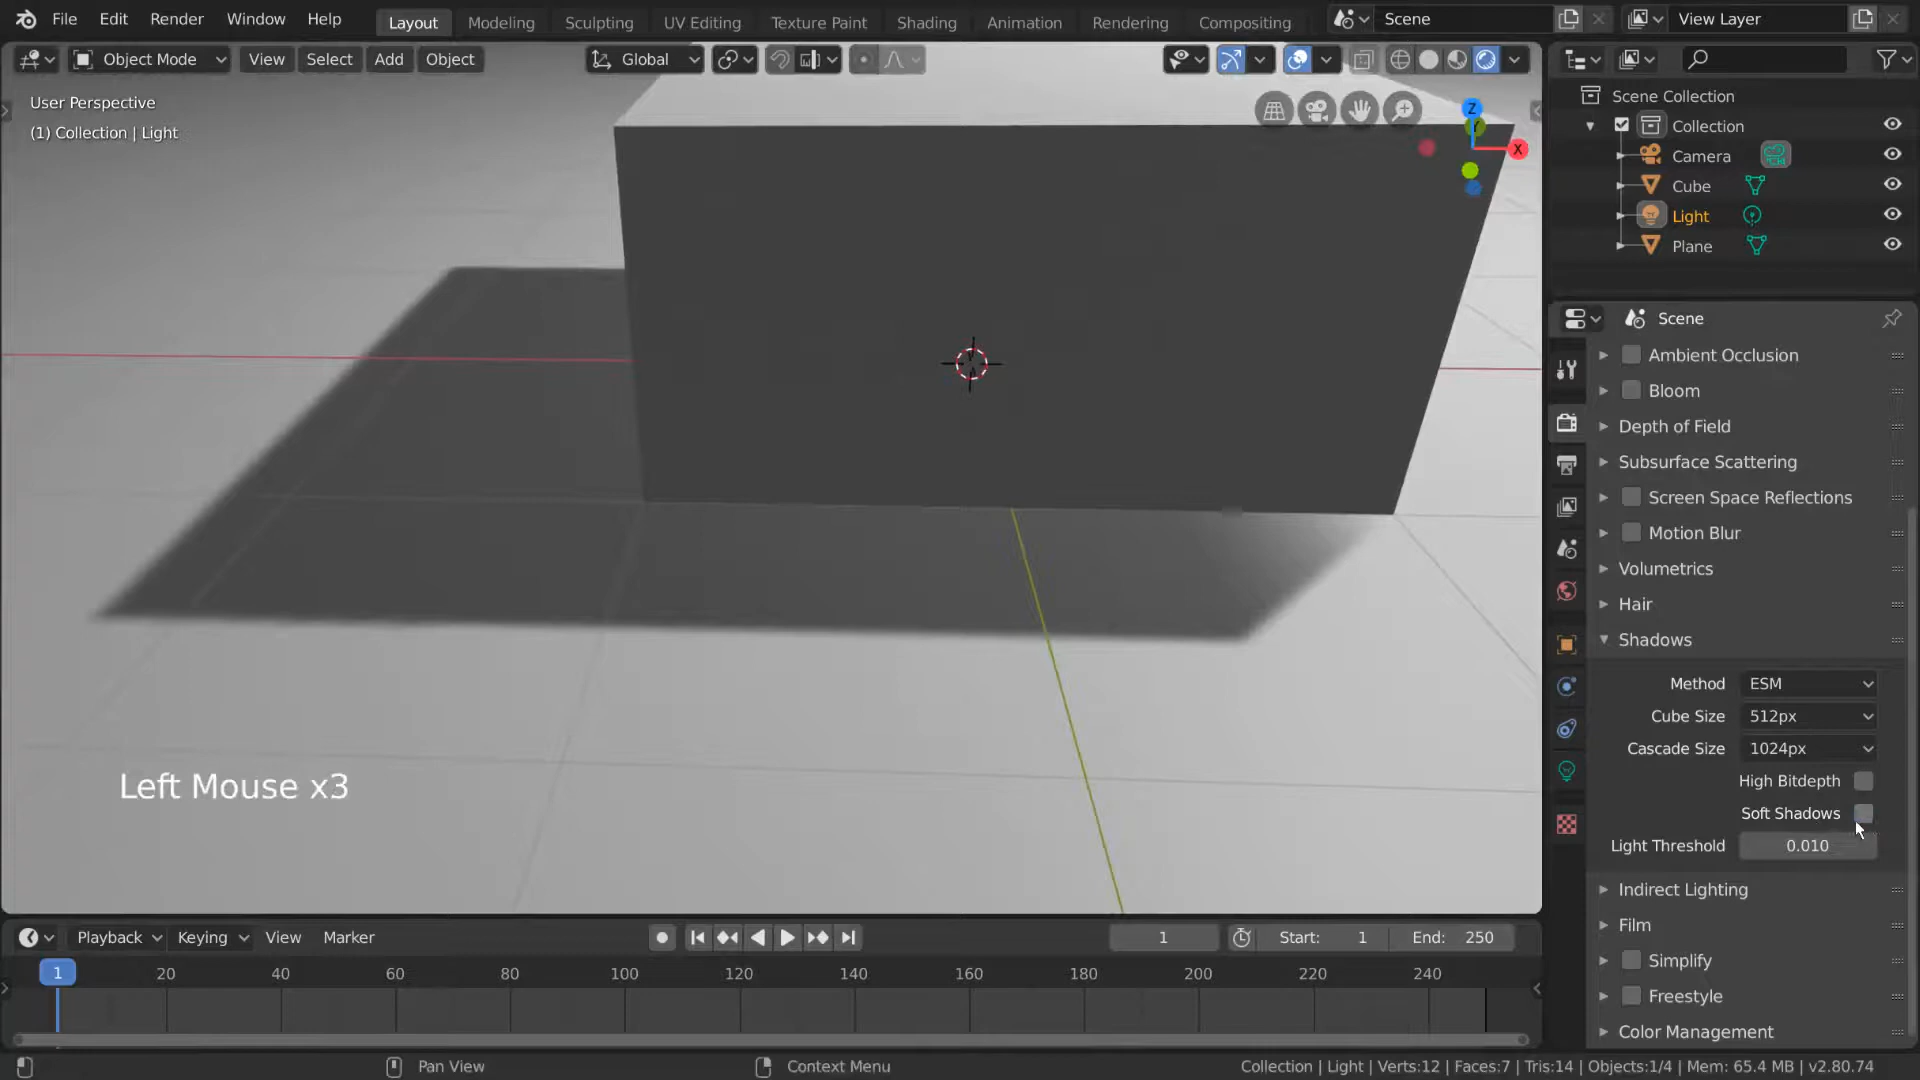 File Edit Render Window Help Layout Modeling Sculpting UV Editing Texture Paint Shading Animation Rendering Compositing Scene View Layer
Object Mode View Select Add Object Global
User Perspective
(1) Collection | Light
Z
Y
X
Left Mouse x3
Scene Collection
Collection
Camera
Cube
Light
Plane
Scene
Ambient Occlusion
Bloom
Depth of Field
Subsurface Scattering
Screen Space Reflections
Motion Blur
Volumetrics
Hair
Shadows
Method ESM
Cube Size 512px
Cascade Size 1024px
High Bitdepth
Soft Shadows
Light Threshold 0.010
Indirect Lighting
Film
Simplify
Freestyle
Color Management
Playback Keying View Marker 1 Start: 1 End: 250
1 20 40 60 80 100 120 140 160 180 200 220 240
Pan View Context Menu Collection | Light | Verts:12 | Faces:7 | Tris:14 | Objects:1/4 | Mem: 65.4 MB | v2.80.74